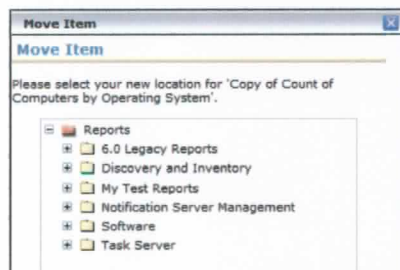 Move Item
Move Item
Please select your new location for 'Copy of Count of
Computers by Operating System'.
Reports
6.0 Legacy Reports
Discovery and Inventory
My Test Reports
Notification Server Management
Software
Task Server